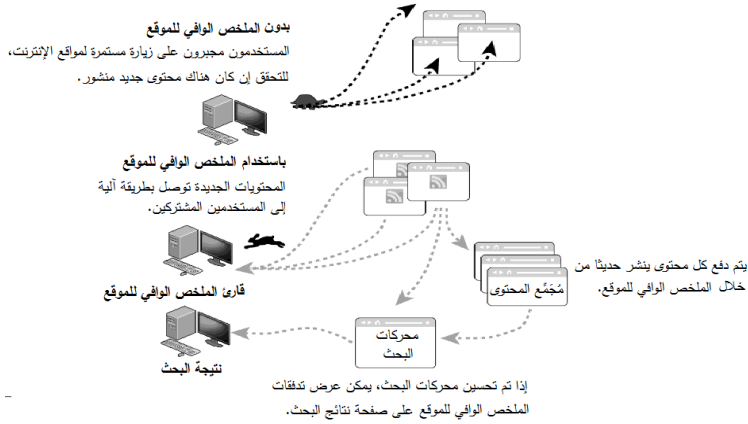 بدون الملخص الوافي للموقع
المستخدمون مجبرون على زيارة مستمرة لمواقع الإنترنت،
للتحقق إن كان هناك محتوى جديد منشور.
باستخدام الملخص الوافي للموقع
المحتويات الجديدة توصل بطريقة آلية
إلى المستخدمين المشتركين.
يتم دفع كل محتوى ينشر حديثا من
خلال الملخص الوافي للموقع.
مُجَمِّع المحتوى
قارئ الملخص الوافي للموقع
محركات
البحث
نتيجة البحث
إذا تم تحسين محركات البحث، يمكن عرض تدفقات
الملخص الوافي للموقع على صفحة نتائج البحث.